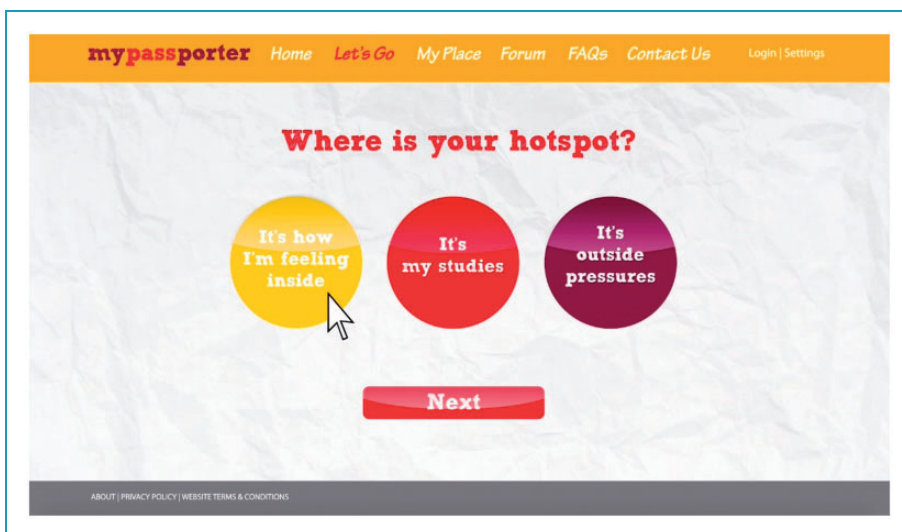 mypassporter Home Let's Go My Place Forum FAQs Contact Us Login | Settings
Where is your hotspot?
It's how
I'm feeling
inside
It's
my studies
It's
outside
pressures
Next
ABOUT | PRIVACY POLICY | WEBSITE TERMS & CONDITIONS